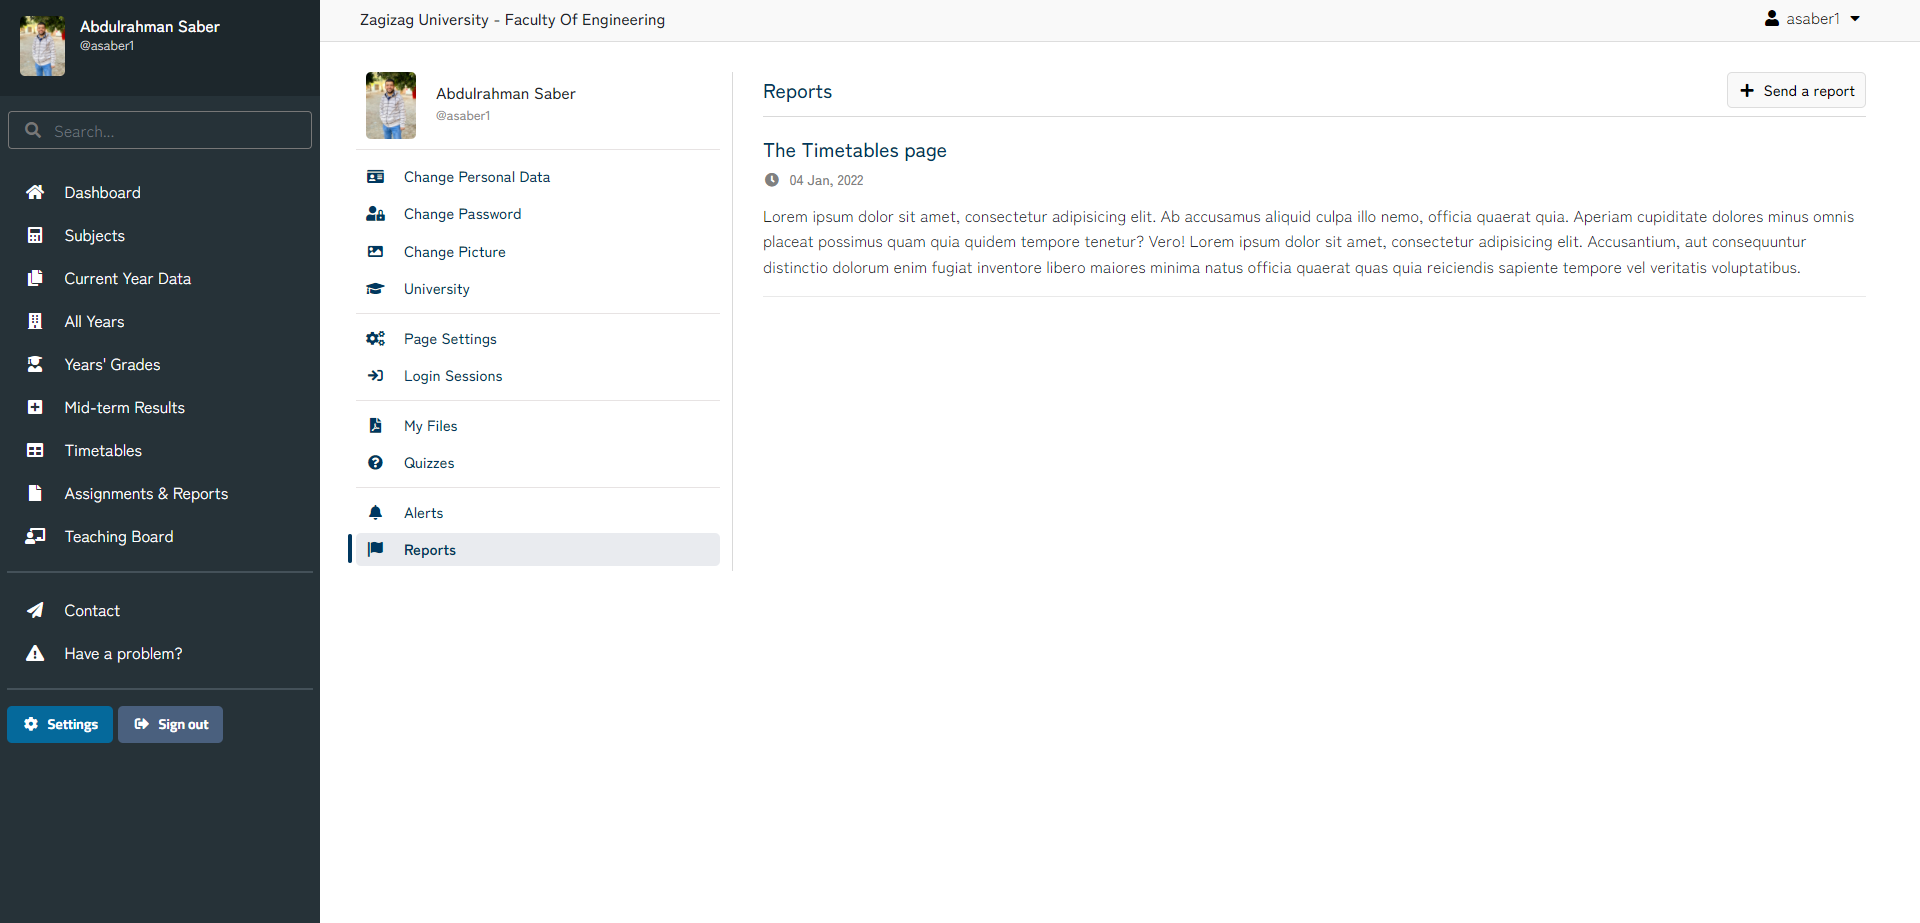 Abdulrahman Saber
@asaber1
Search...
Dashboard
Subjects
Current Year Data
All Years
Years' Grades
Mid-term Results
Timetables
Assignments & Reports
Teaching Board
Contact
Have a problem?
Settings
Sign out
Zagizag University - Faculty Of Engineering
asaber1
Abdulrahman Saber
@asaber1
Change Personal Data
Change Password
Change Picture
University
Page Settings
Login Sessions
My Files
Quizzes
Alerts
Reports
Reports
Send a report
The Timetables page
04 Jan, 2022
Lorem ipsum dolor sit amet, consectetur adipisicing elit. Ab accusamus aliquid culpa illo nemo, officia quaerat quia. Aperiam cupiditate dolores minus omnis
placeat possimus quam quia quidem tempore tenetur? Vero! Lorem ipsum dolor sit amet, consectetur adipisicing elit. Accusantium, aut consequuntur
distinctio dolorum enim fugiat inventore libero maiores minima natus officia quaerat quas quia reiciendis sapiente tempore vel veritatis voluptatibus.